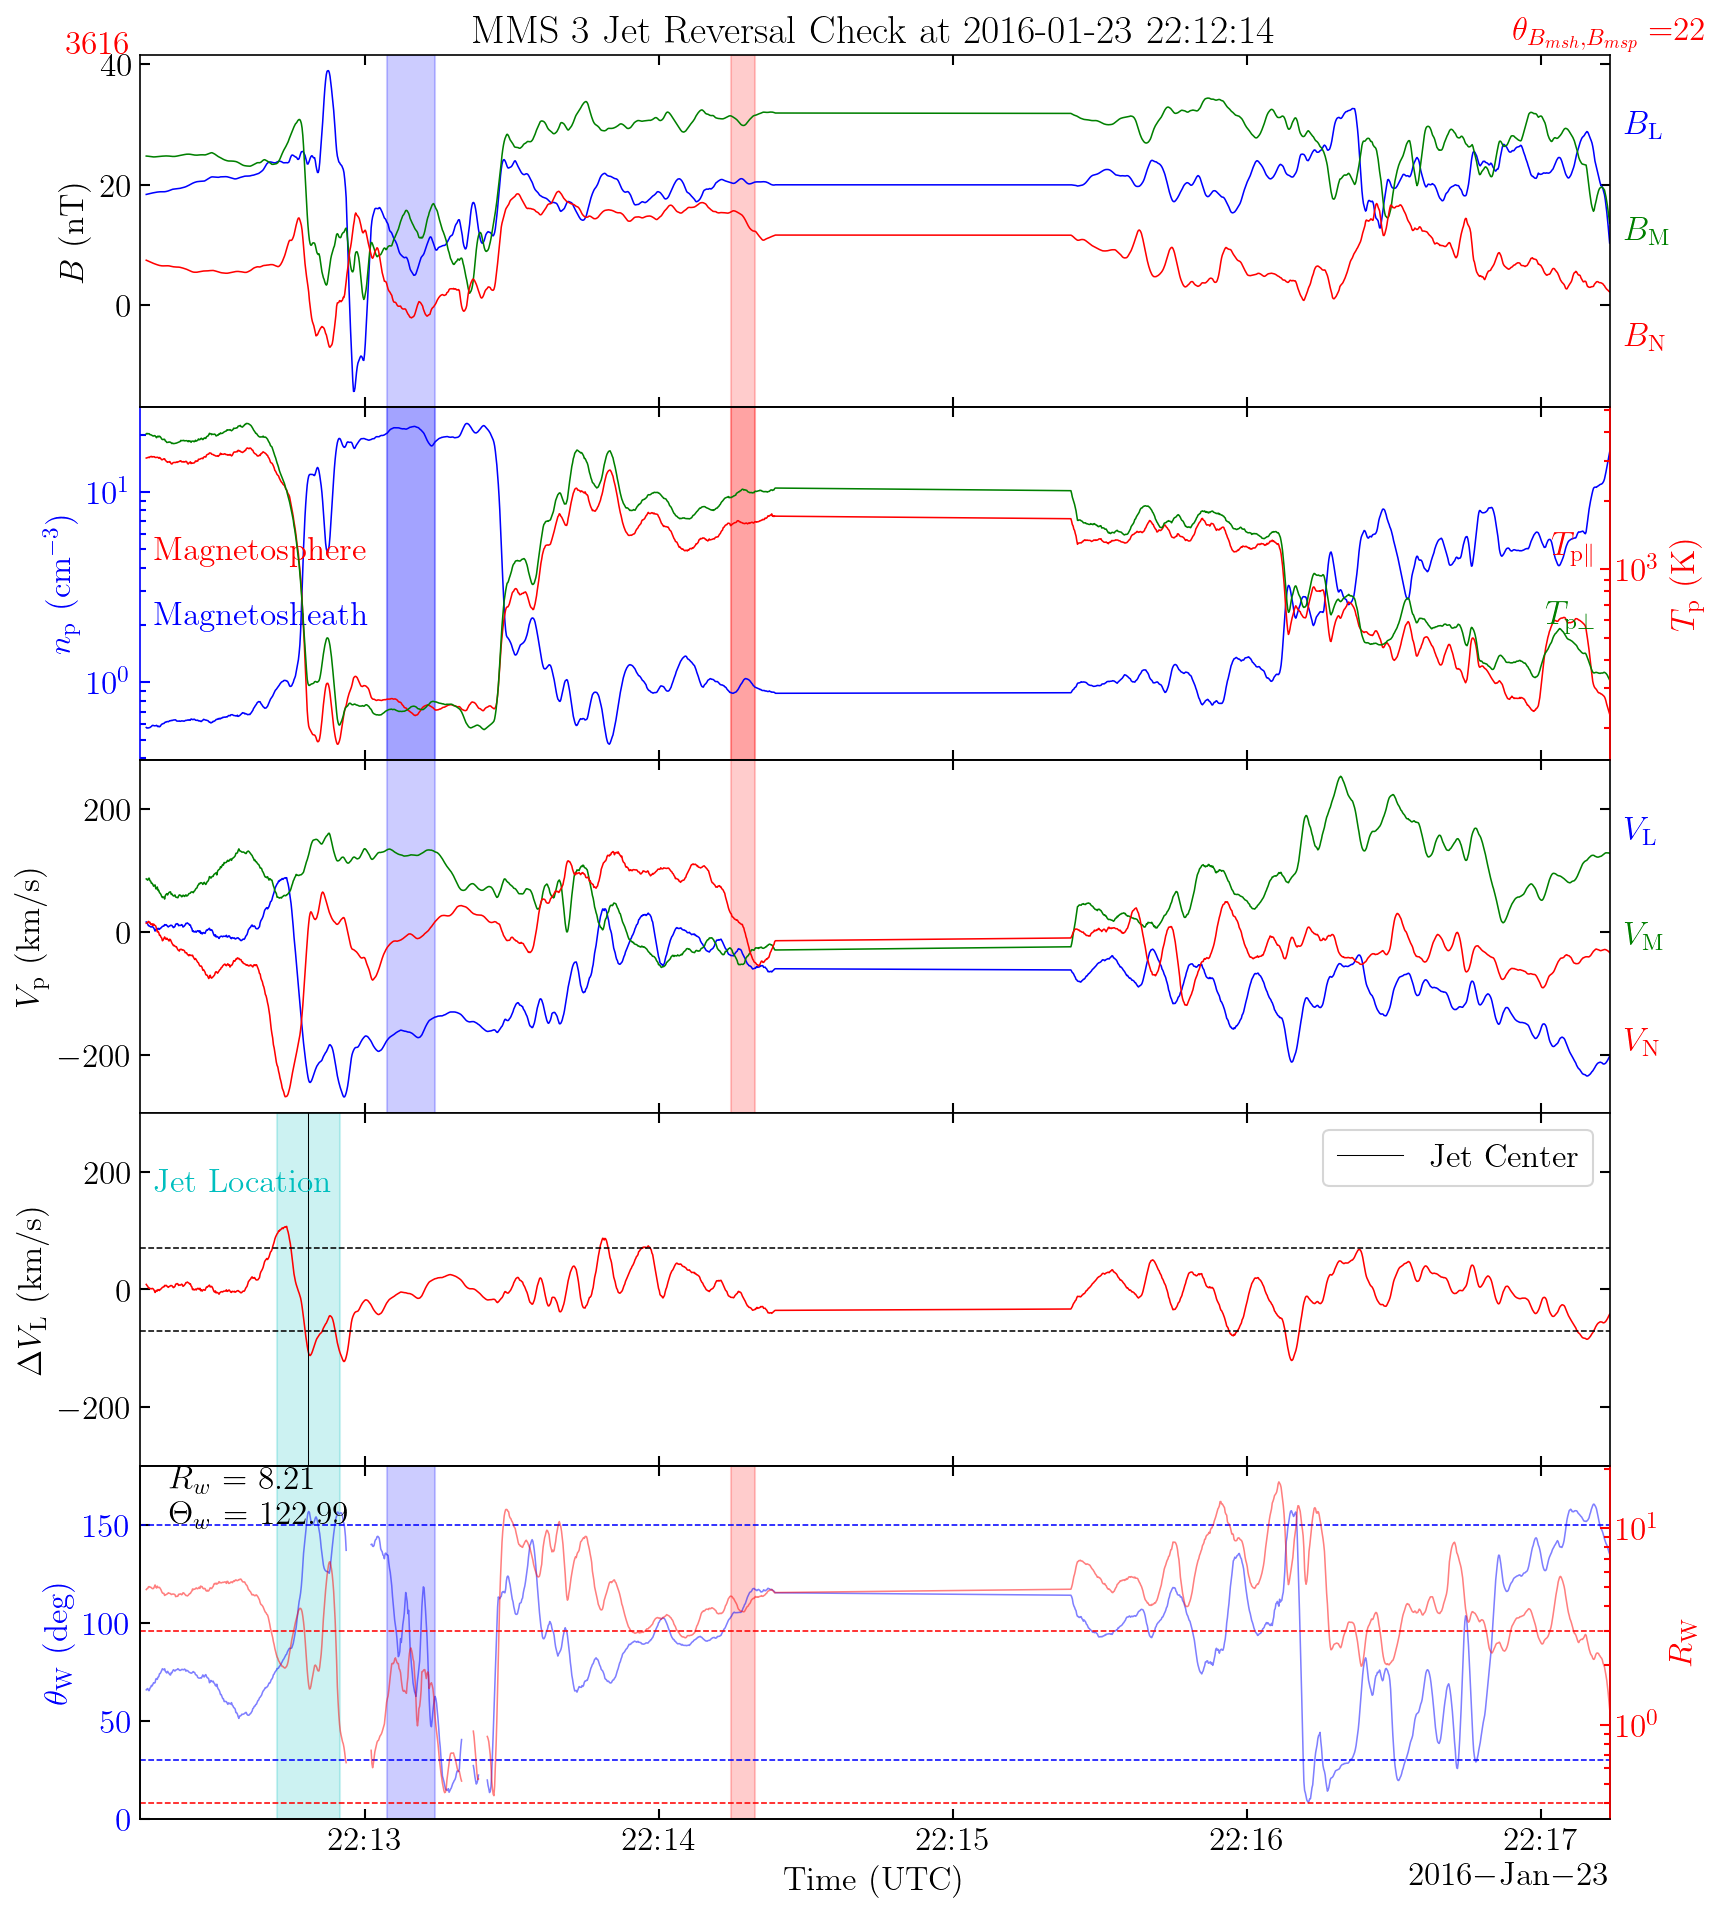 MMS 3 Jet Reversal Check at 2016-01-23 22:12:14
3616
θ_{B_{msh}, B_{msp}} =22
40
20
0
B (nT)
B_L
B_M
B_N
10^1
10^0
n_p (cm^{-3})
Magnetosphere
Magnetosheath
T_{p∥}
T_{p⊥}
10^3
T_p (K)
200
0
−200
V_p (km/s)
V_L
V_M
V_N
200
0
−200
ΔV_L (km/s)
Jet Location
Jet Center
R_w = 8.21
Θ_w = 122.99
150
100
50
0
θ_W (deg)
10^1
10^0
R_W
22:13 22:14 22:15 22:16 22:17
Time (UTC)
2016−Jan−23